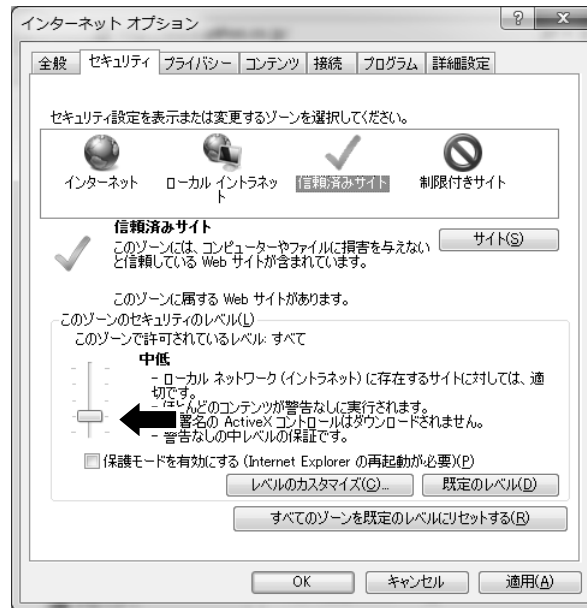 インターネット オプション
全般 セキュリティ プライバシー コンテンツ 接続 プログラム 詳細設定
セキュリティ設定を表示または変更するゾーンを選択してください。
インターネット ローカル イントラネッ 信頼済みサイト 制限付きサイト
ト
信頼済みサイト
サイト(S)
このゾーンには、コンピューターやファイルに損害を与えない
と信頼している Web サイトが含まれています。
このゾーンに属する Web サイトがあります。
このゾーンのセキュリティのレベル(L)
このゾーンで許可されているレベル: すべて
中低
- ローカル ネットワーク (イントラネット) に存在するサイトに対しては、適
切です。
- ほとんどのコンテンツが警告なしに実行されます。
署名の ActiveX コントロールはダウンロードされません。
- 警告なしの中レベルの保証です。
保護モードを有効にする (Internet Explorer の再起動が必要)(P)
レベルのカスタマイズ(C)... 既定のレベル(D)
すべてのゾーンを既定のレベルにリセットする(R)
OK キャンセル 適用(A)